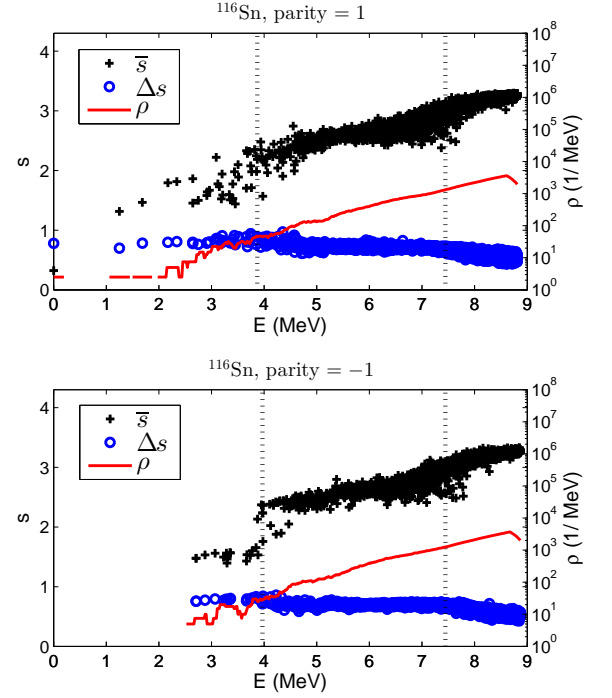 ¹¹⁶Sn, parity = 1
s̅
Δs
ρ
4
3
2
1
0
s
10⁸
10⁷
10⁶
10⁵
10⁴
10³
10²
10¹
10⁰
ρ (1/ MeV)
0 1 2 3 4 5 6 7 8 9
E (MeV)
¹¹⁶Sn, parity = −1
s̅
Δs
ρ
4
3
2
1
0
s
10⁸
10⁷
10⁶
10⁵
10⁴
10³
10²
10¹
10⁰
ρ (1/ MeV)
0 1 2 3 4 5 6 7 8 9
E (MeV)